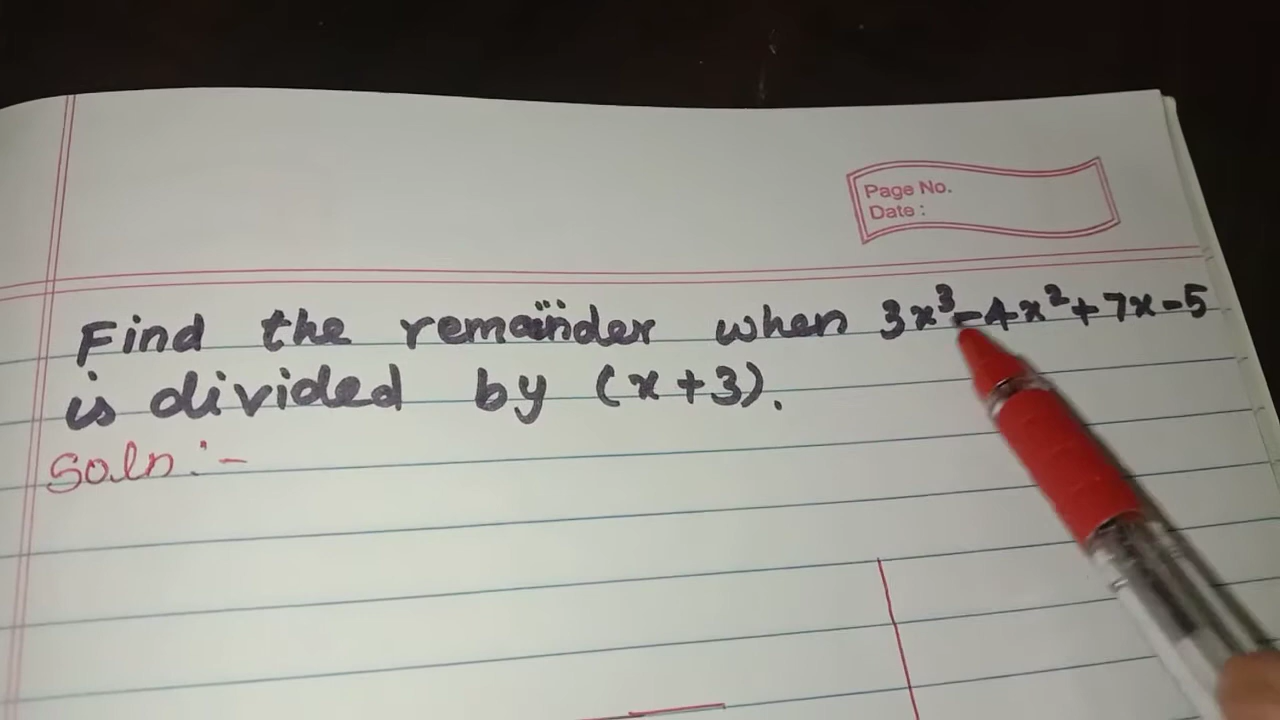 Page No.
Date :
Find the remainder when 3x³-4x²+7x-5
is divided by (x+3).
Soln :-